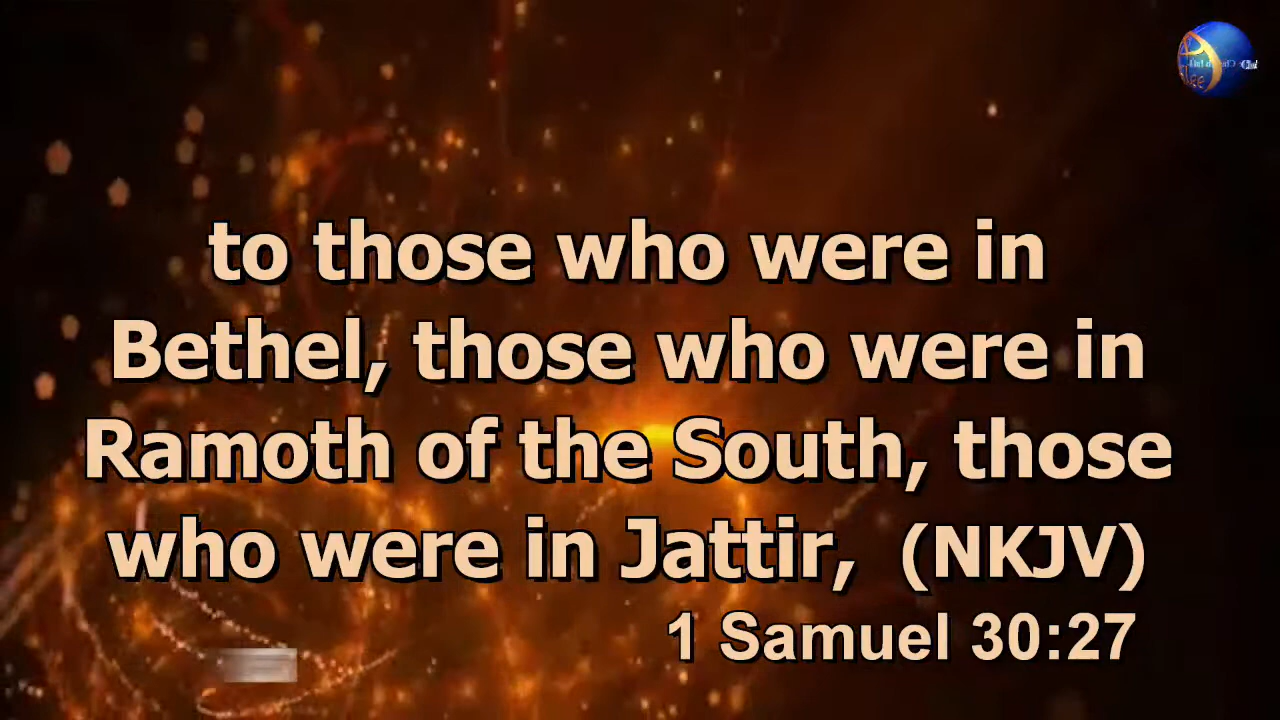 to those who were in
Bethel, those who were in
Ramoth of the South, those
who were in Jattir, (NKJV)
1 Samuel 30:27